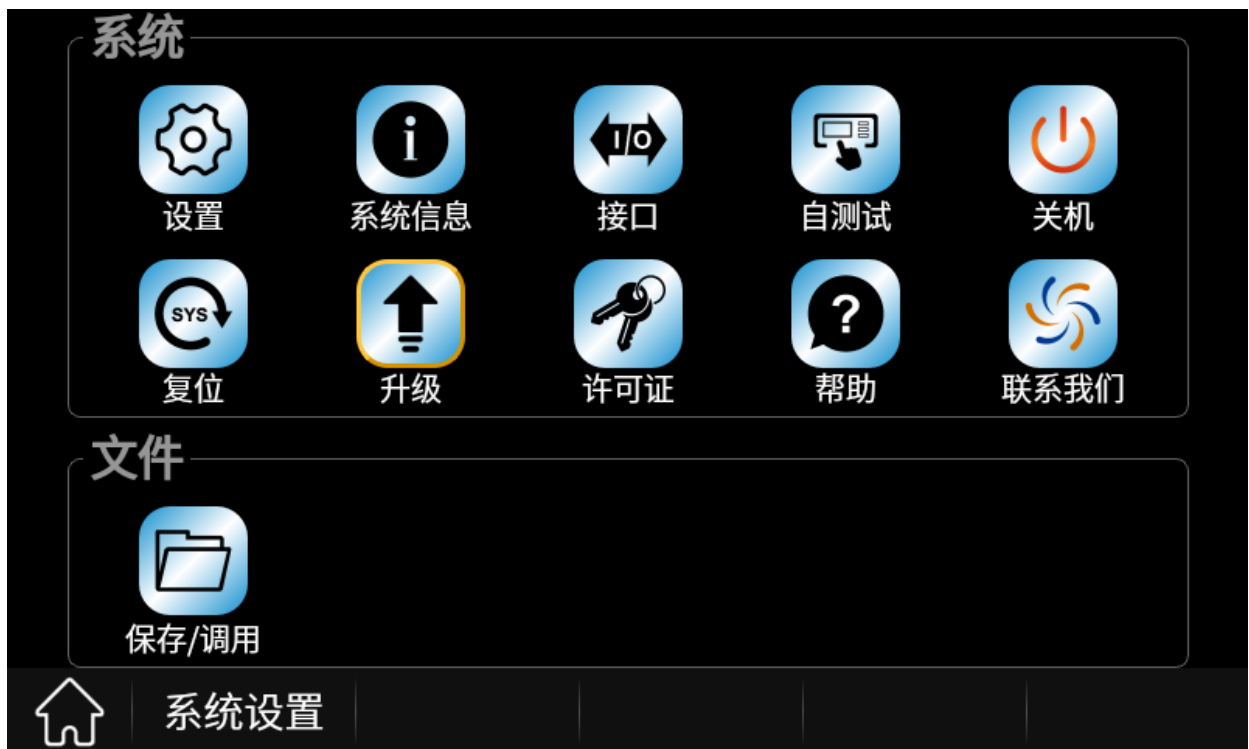 系统
i
I/O
设置
系统信息
接口
自测试
关机
SYS
?
复位
升级
许可证
帮助
联系我们
文件
保存/调用
系统设置